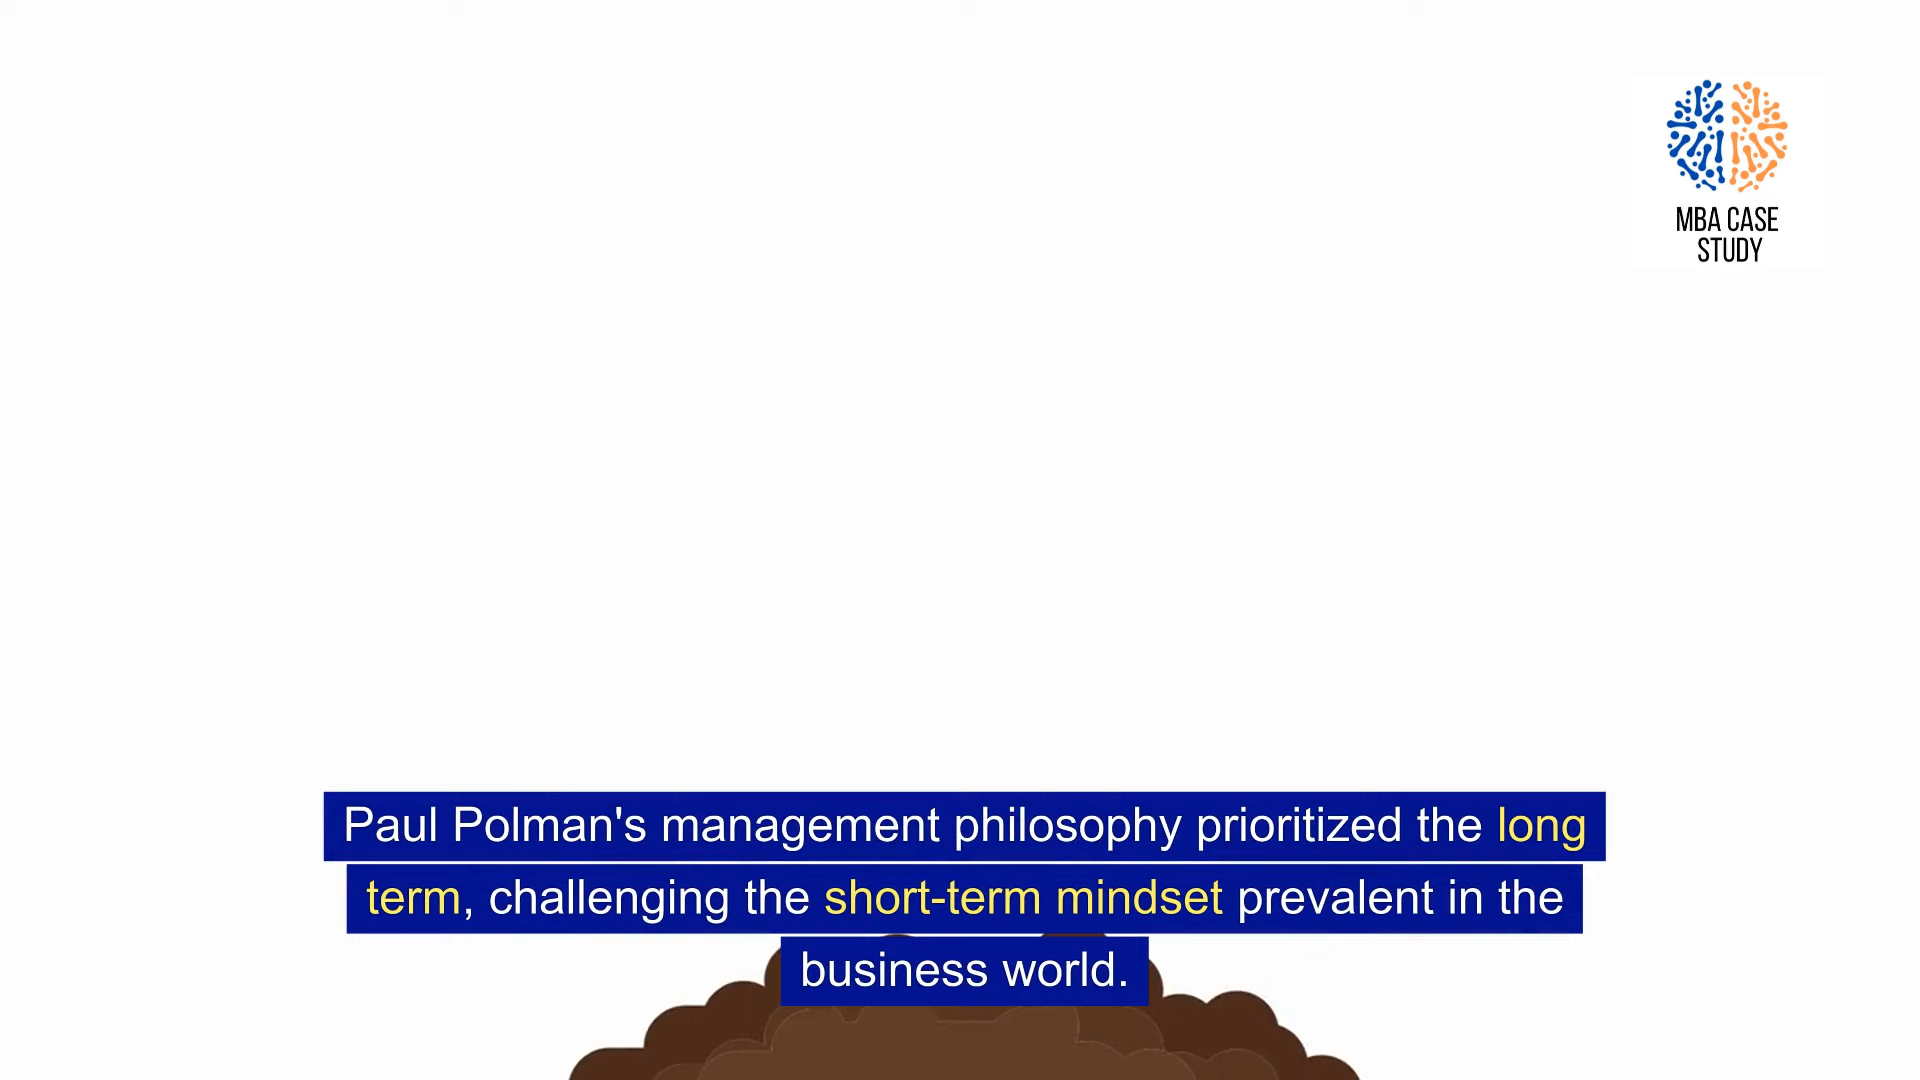 MBA CASE
STUDY
Paul Polman's management philosophy prioritized the long
term, challenging the short-term mindset prevalent in the
business world.